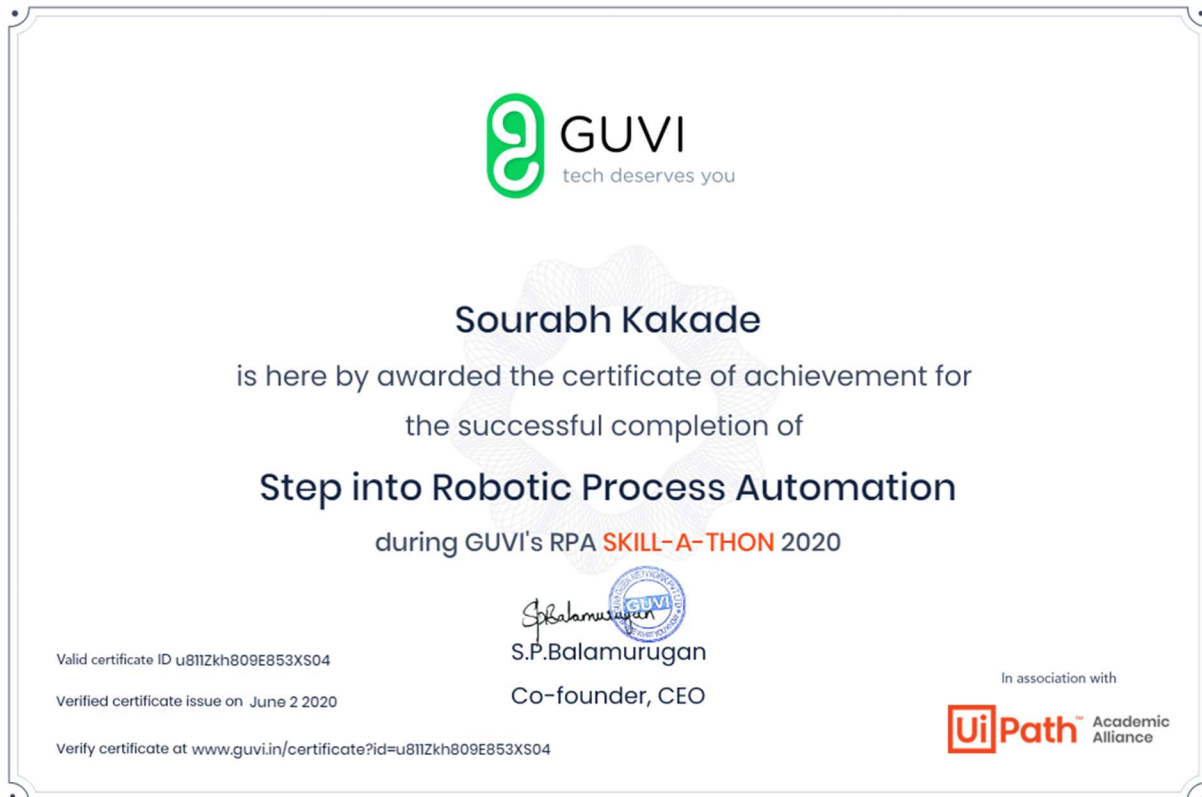 GUVI
tech deserves you
Sourabh Kakade
is here by awarded the certificate of achievement for
the successful completion of
Step into Robotic Process Automation
during GUVI's RPA SKILL-A-THON 2020
SpBalamurugan
GUVI
S.P.Balamurugan
Co-founder, CEO
Valid certificate ID u811Zkh809E853XS04
Verified certificate issue on June 2 2020
Verify certificate at www.guvi.in/certificate?id=u811Zkh809E853XS04
In association with
UiPath™ Academic
Alliance